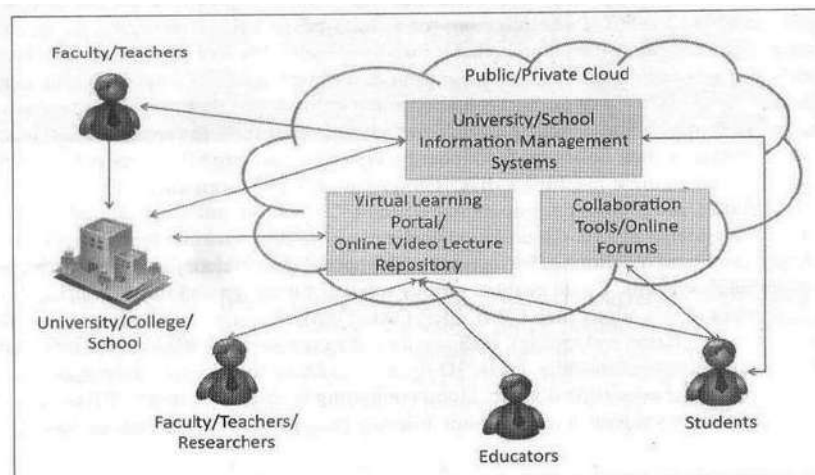 Faculty/Teachers
Public/Private Cloud
University/School
Information Management
Systems
Virtual Learning
Portal/
Online Video Lecture
Repository
Collaboration
Tools/Online
Forums
University/College/
School
Faculty/Teachers/
Researchers
Educators
Students